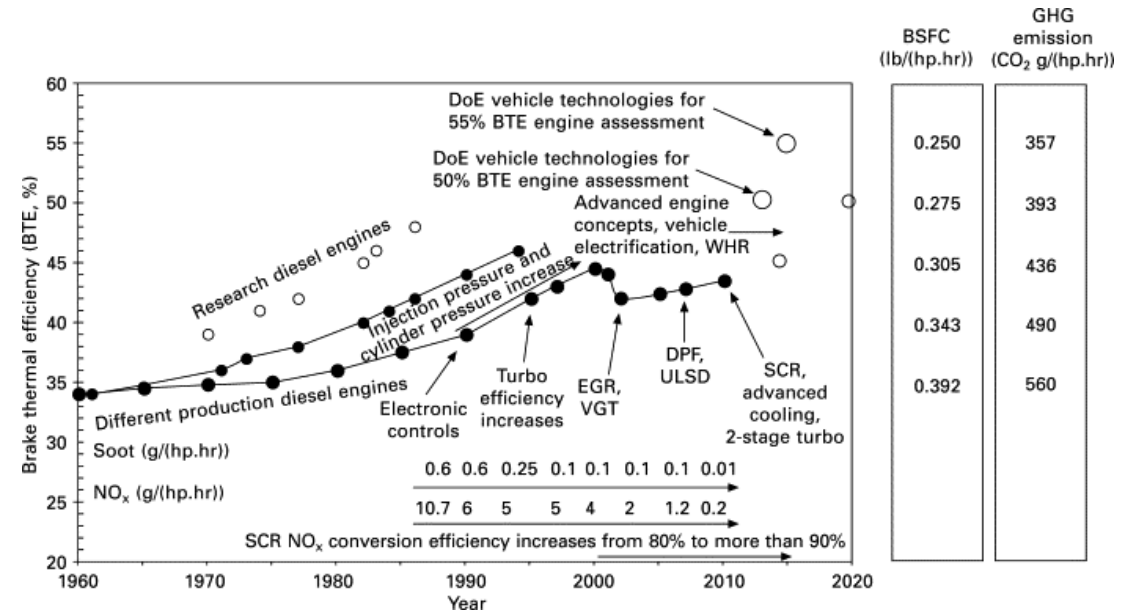 BSFC
(lb/(hp.hr))
GHG
emission
(CO₂ g/(hp.hr))
Brake thermal efficiency (BTE, %)
60
55
50
45
40
35
30
25
20
DoE vehicle technologies for
55% BTE engine assessment
DoE vehicle technologies for
50% BTE engine assessment
Advanced engine
concepts, vehicle
electrification, WHR
Research diesel engines
Injection pressure and
cylinder pressure increase
Different production diesel engines
Electronic
controls
Turbo
efficiency
increases
EGR,
VGT
DPF,
ULSD
SCR,
advanced
cooling,
2-stage turbo
Soot (g/(hp.hr))
0.6 0.6 0.25 0.1 0.1 0.1 0.1 0.01
NOₓ (g/(hp.hr))
10.7 6 5 5 4 2 1.2 0.2
SCR NOₓ conversion efficiency increases from 80% to more than 90%
1960 1970 1980 1990 2000 2010 2020
Year
0.250 357
0.275 393
0.305 436
0.343 490
0.392 560